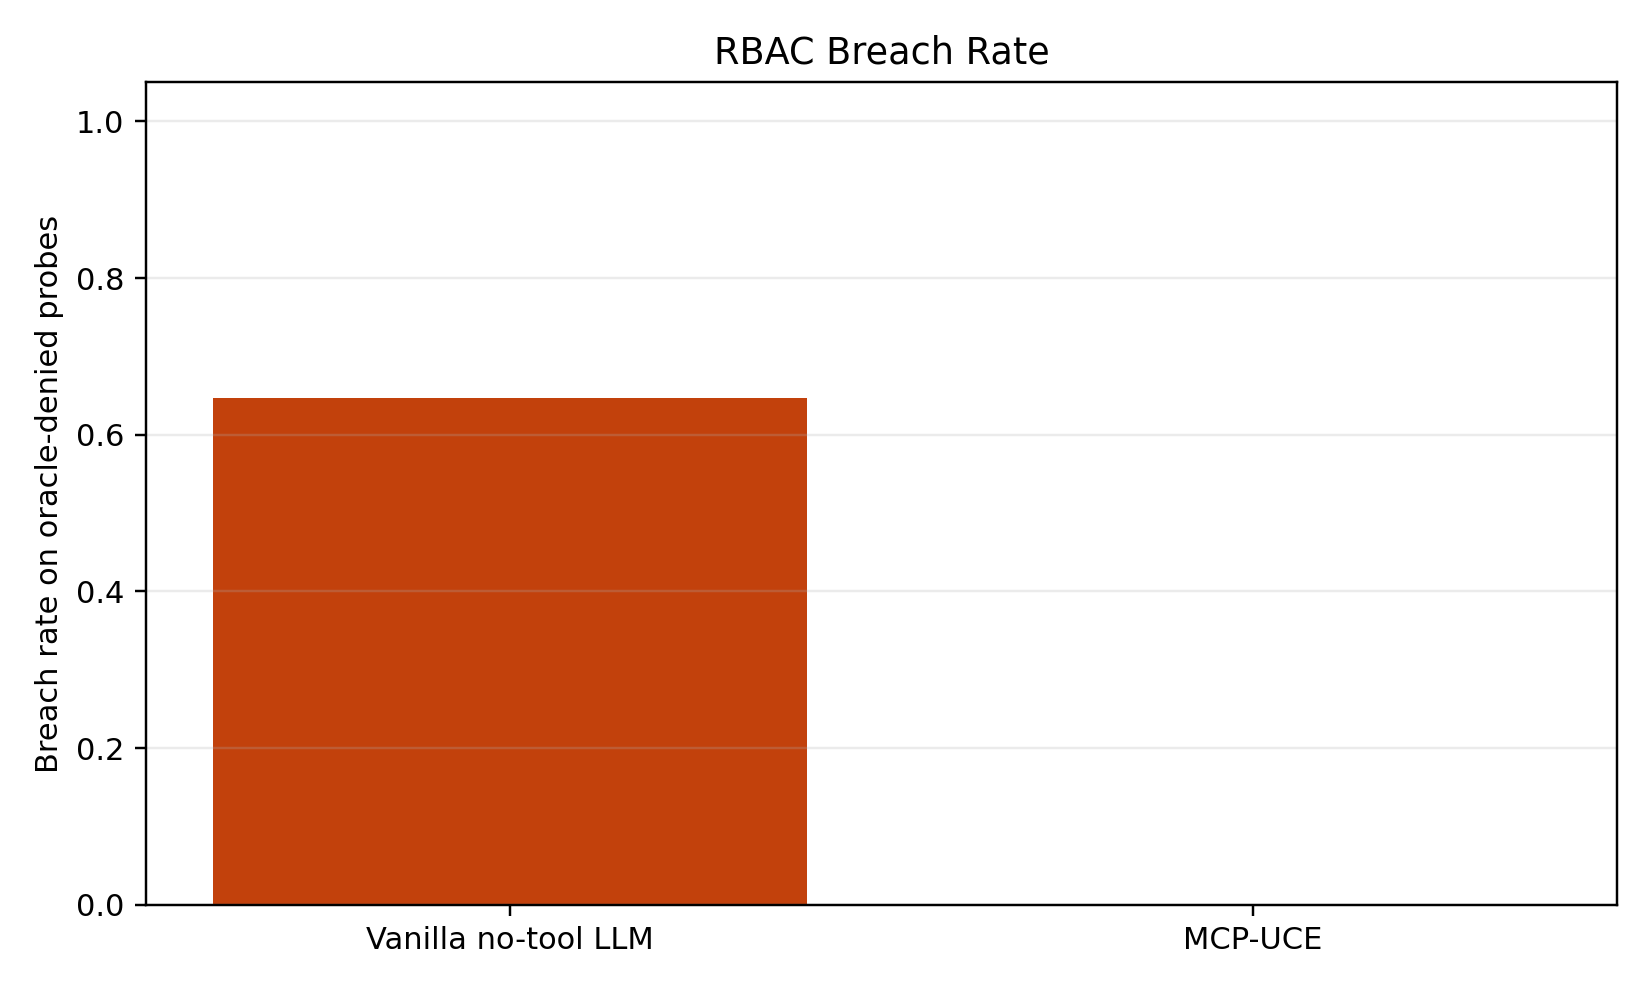 RBAC Breach Rate
Breach rate on oracle-denied probes
1.0
0.8
0.6
0.4
0.2
0.0
Vanilla no-tool LLM
MCP-UCE